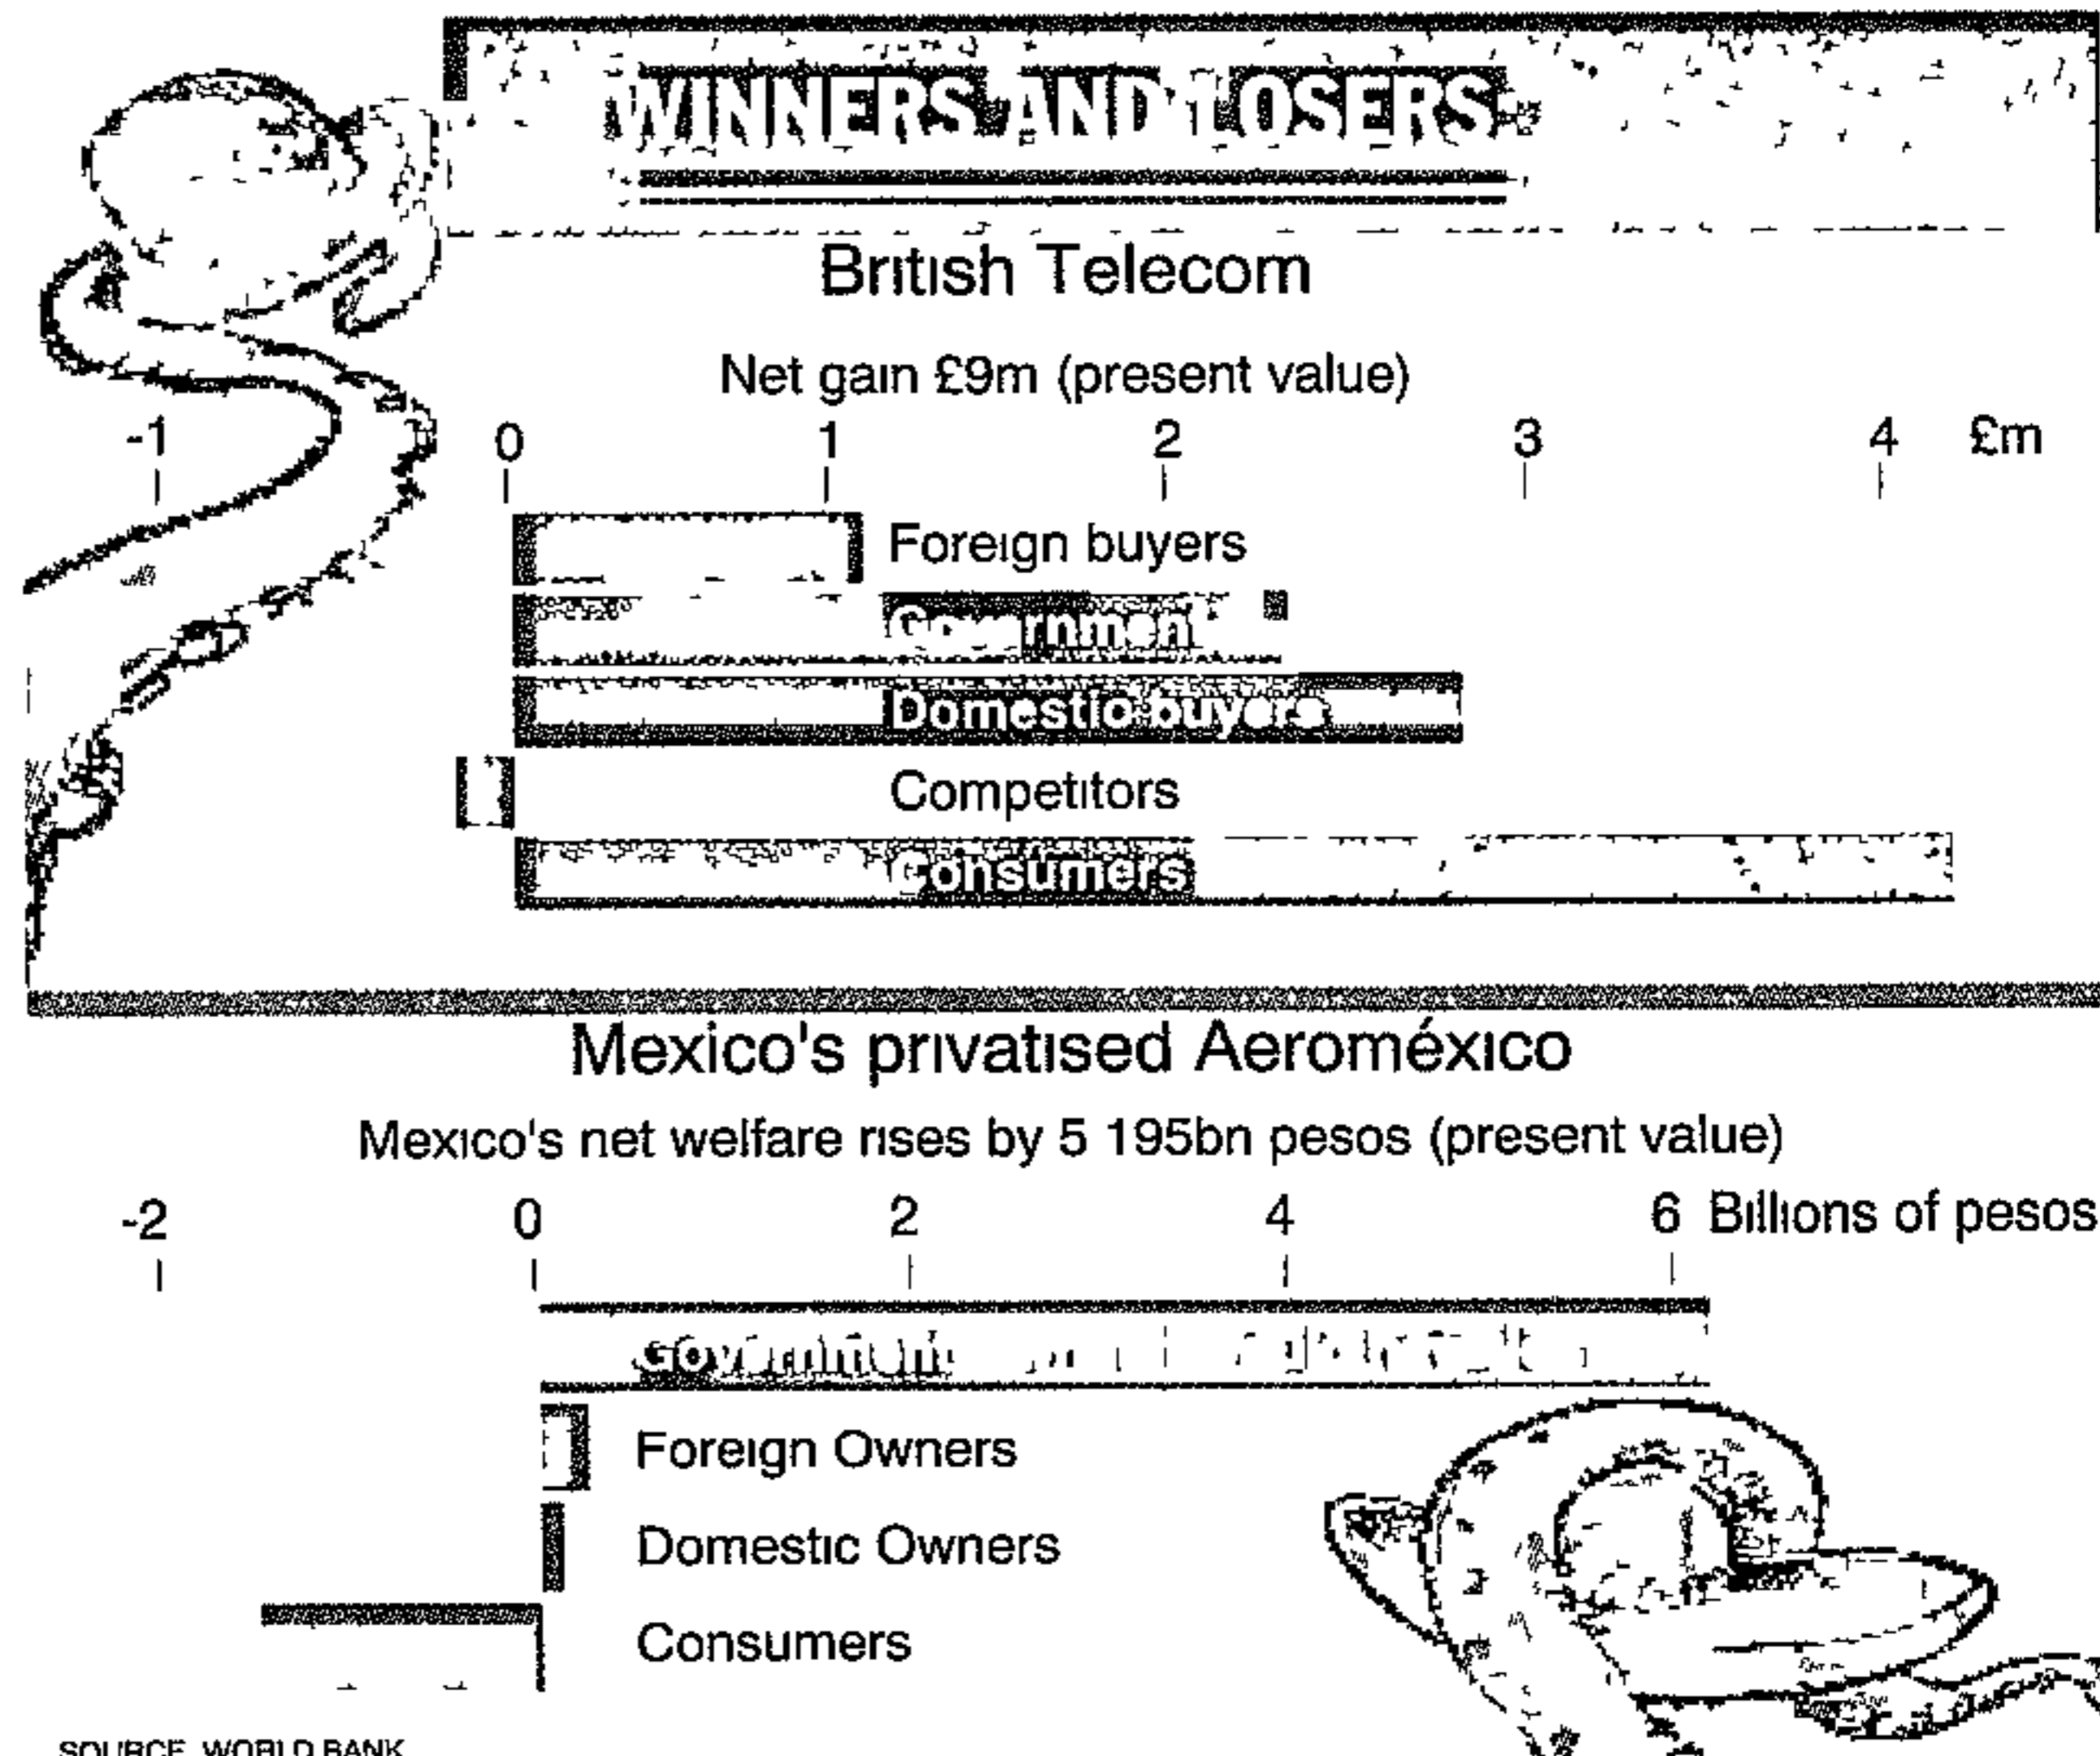 WINNERS AND LOSERS
British Telecom
Net gain £9m (present value)
-1 0 1 2 3 4 £m
Foreign buyers
Government
Domestic buyers
Competitors
Consumers
Mexico's privatised Aeroméxico
Mexico's net welfare rises by 5 195bn pesos (present value)
-2 0 2 4 6 Billions of pesos
Government
Foreign Owners
Domestic Owners
Consumers
SOURCE WORLD BANK